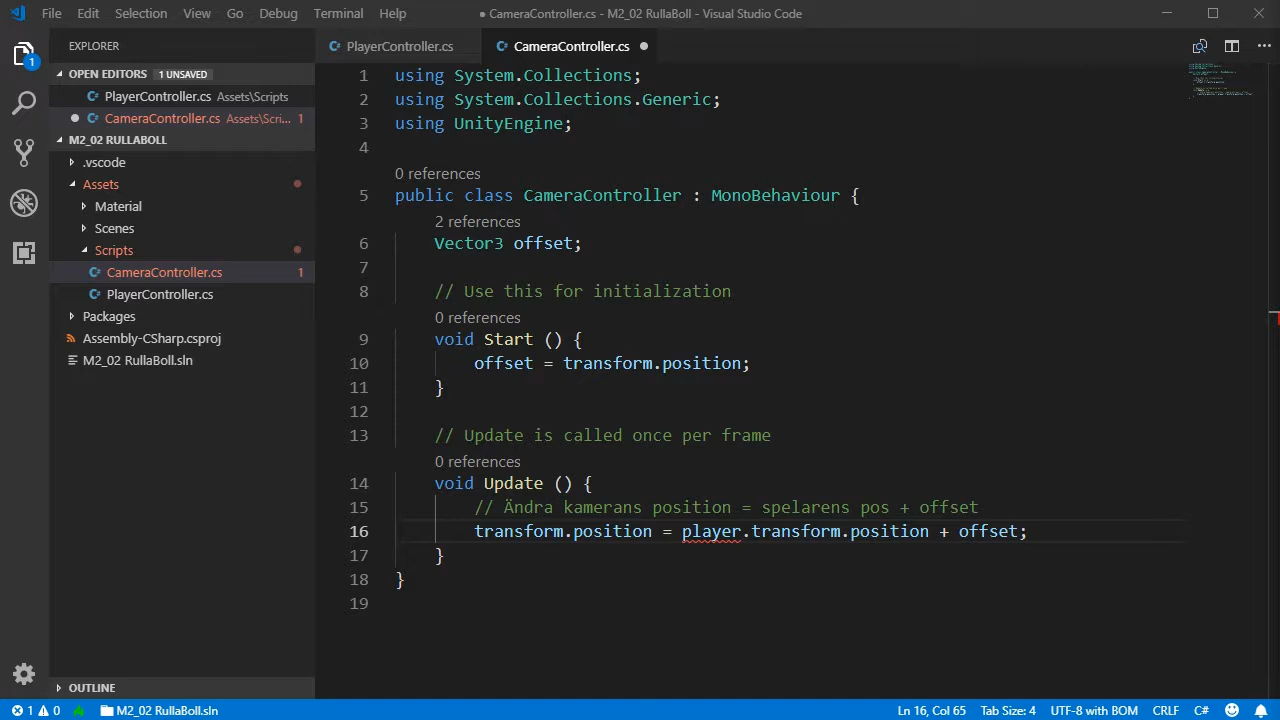 File Edit Selection View Go Debug Terminal Help
● CameraController.cs - M2_02 RullaBoll - Visual Studio Code
EXPLORER
PlayerController.cs
CameraController.cs
1
OPEN EDITORS 1 UNSAVED
PlayerController.cs Assets\Scripts
CameraController.cs Assets\Scri... 1
M2_02 RULLABOLL
.vscode
Assets
Material
Scenes
Scripts
CameraController.cs 1
PlayerController.cs
Packages
Assembly-CSharp.csproj
M2_02 RullaBoll.sln
OUTLINE
1 using System.Collections;
2 using System.Collections.Generic;
3 using UnityEngine;
4
0 references
5 public class CameraController : MonoBehaviour {
2 references
6 Vector3 offset;
7
8 // Use this for initialization
0 references
9 void Start () {
10 offset = transform.position;
11 }
12
13 // Update is called once per frame
0 references
14 void Update () {
15 // Ändra kamerans position = spelarens pos + offset
16 transform.position = player.transform.position + offset;
17 }
18 }
19
1 0 M2_02 RullaBoll.sln
Ln 16, Col 65 Tab Size: 4 UTF-8 with BOM CRLF C#